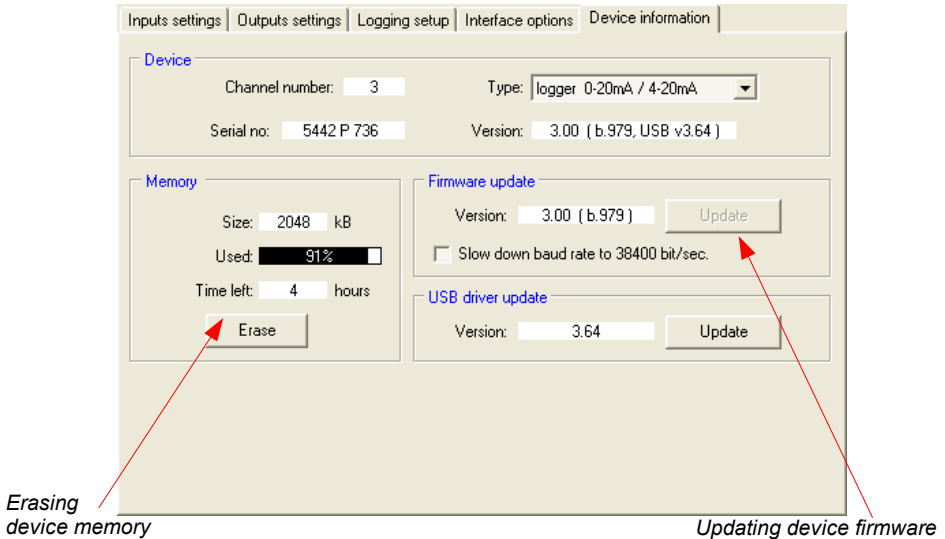 Inputs settings Outputs settings Logging setup Interface options Device information
Device
Channel number: 3 Type: logger 0-20mA / 4-20mA
Serial no: 5442 P 736 Version: 3.00 ( b.979, USB v3.64 )
Memory Firmware update
Size: 2048 kB Version: 3.00 ( b.979 ) Update
Used: 91% Slow down baud rate to 38400 bit/sec.
Time left: 4 hours USB driver update
Erase Version: 3.64 Update
Erasing
device memory Updating device firmware